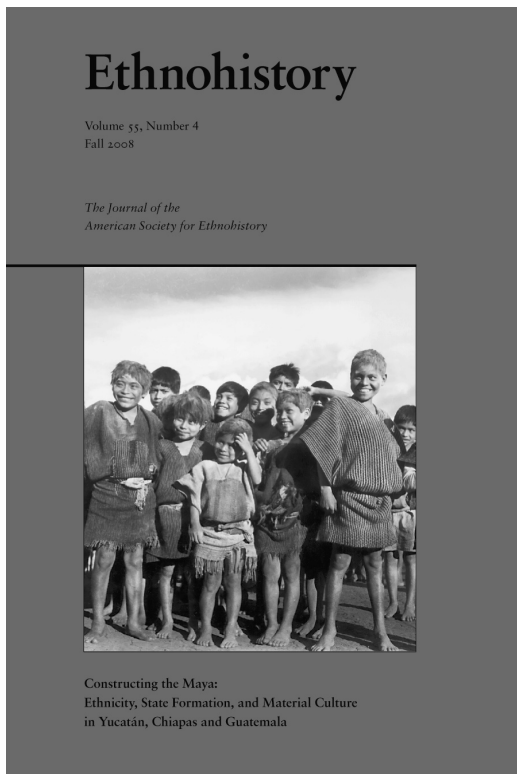 Ethnohistory
Volume 55, Number 4
Fall 2008
The Journal of the
American Society for Ethnohistory
Constructing the Maya:
Ethnicity, State Formation, and Material Culture
in Yucatán, Chiapas and Guatemala